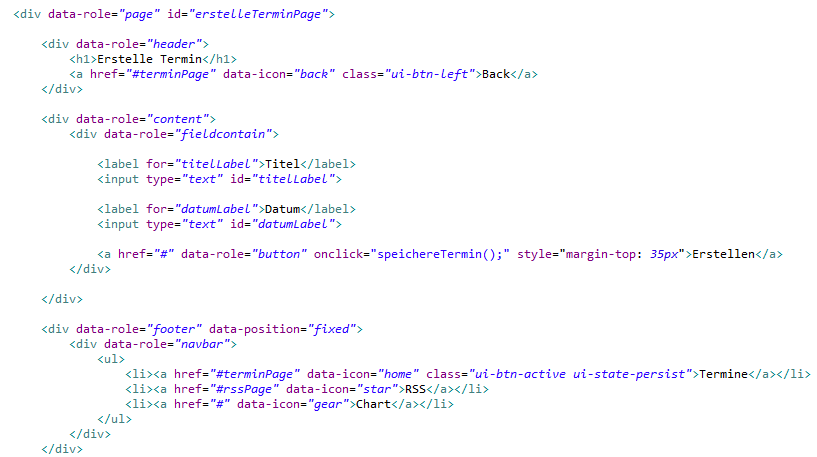 <div data-role="page" id="erstelleTerminPage">
<div data-role="header">
<h1>Erstelle Termin</h1>
<a href="#terminPage" data-icon="back" class="ui-btn-left">Back</a>
</div>
<div data-role="content">
<div data-role="fieldcontain">
<label for="titelLabel">Titel</label>
<input type="text" id="titelLabel">
<label for="datumLabel">Datum</label>
<input type="text" id="datumLabel">
<a href="#" data-role="button" onclick="speichereTermin();" style="margin-top: 35px">Erstellen</a>
</div>
</div>
<div data-role="footer" data-position="fixed">
<div data-role="navbar">
<ul>
<li><a href="#terminPage" data-icon="home" class="ui-btn-active ui-state-persist">Termine</a></li>
<li><a href="#rssPage" data-icon="star">RSS</a></li>
<li><a href="#" data-icon="gear">Chart</a></li>
</ul>
</div>
</div>